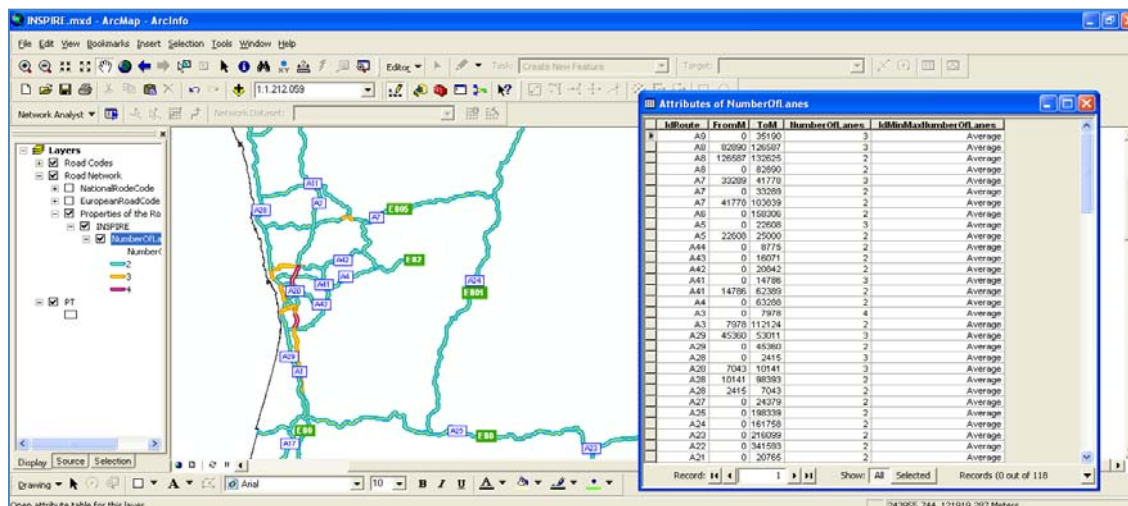 INSPIRE.mxd - ArcMap - ArcInfo
File Edit View Bookmarks Insert Selection Tools Window Help
Editor Task: Create New Feature Target:
1:1.212.059
Network Analyst Network Dataset:
Layers
Road Codes
Road Network
NationalRodeCode
EuropeanRoadCode
Properties of the Ro
INSPIRE
NumberOfLa
Number(
2
3
4
PT
Display Source Selection
A11
A28
A3
E 805
A7
A42
E 82
A41
A4
A24
A20
E 801
A42
A29
A1
E 80
A25
E 80
A17
A23
Attributes of NumberOfLanes
IdRoute FromM ToM NumberOfLanes IdMinMaxNumberOfLanes
A9 0 35190 3 Average
A8 82890 126587 3 Average
A8 126587 132625 2 Average
A8 0 82890 2 Average
A7 33289 41778 3 Average
A7 0 33289 2 Average
A7 41778 103839 2 Average
A6 0 158306 2 Average
A5 0 22608 3 Average
A5 22608 25000 2 Average
A44 0 8775 2 Average
A43 0 16071 2 Average
A42 0 20842 2 Average
A41 0 14786 3 Average
A41 14786 62389 2 Average
A4 0 63288 2 Average
A3 0 7978 4 Average
A3 7978 112124 2 Average
A29 45360 53011 3 Average
A29 0 45360 2 Average
A28 0 2415 3 Average
A28 7043 10141 3 Average
A28 10141 98393 2 Average
A28 2415 7043 2 Average
A27 0 24379 2 Average
A25 0 198339 2 Average
A24 0 161758 2 Average
A23 0 216099 2 Average
A22 0 341593 2 Average
A21 0 20765 2 Average
Record: 1 Show: All Selected Records (0 out of 118
Drawing A Arial 10 B I U A
Open attribute table for this layer